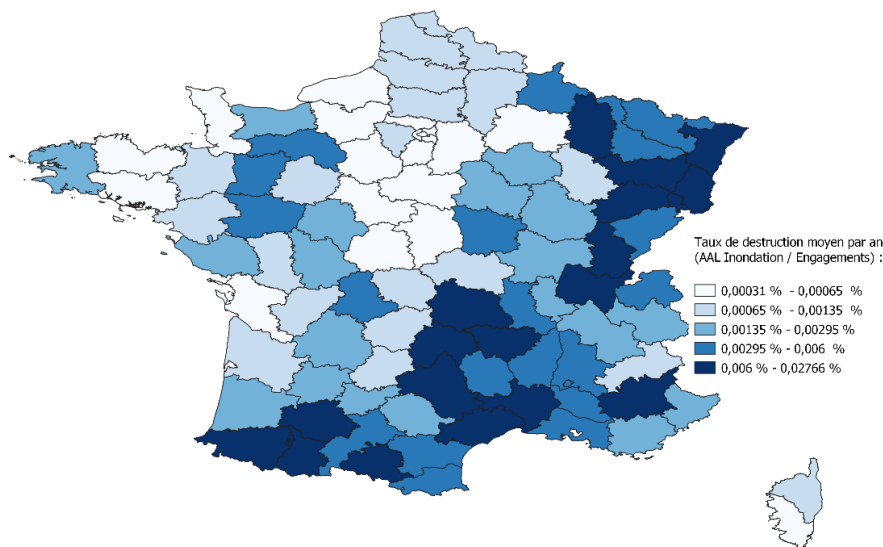 Taux de destruction moyen par an
(AAL Inondation / Engagements) :
0,00031 % - 0,00065 %
0,00065 % - 0,00135 %
0,00135 % - 0,00295 %
0,00295 % - 0,006 %
0,006 % - 0,02766 %